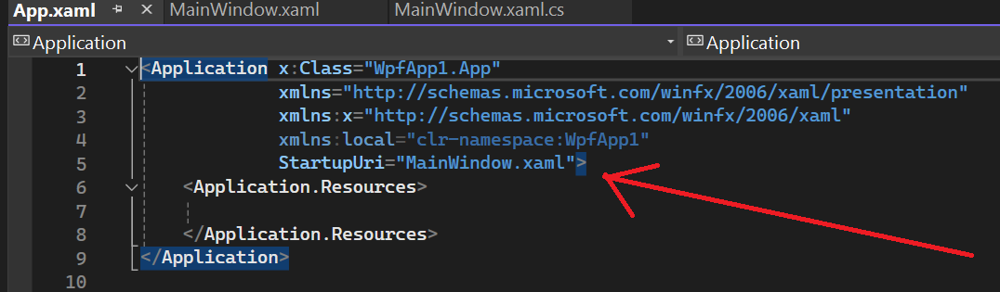 App.xaml
MainWindow.xaml
MainWindow.xaml.cs
Application
Application
1 <Application x:Class="WpfApp1.App"
2 xmlns="http://schemas.microsoft.com/winfx/2006/xaml/presentation"
3 xmlns:x="http://schemas.microsoft.com/winfx/2006/xaml"
4 xmlns:local="clr-namespace:WpfApp1"
5 StartupUri="MainWindow.xaml">
6 <Application.Resources>
7
8 </Application.Resources>
9 </Application>
10